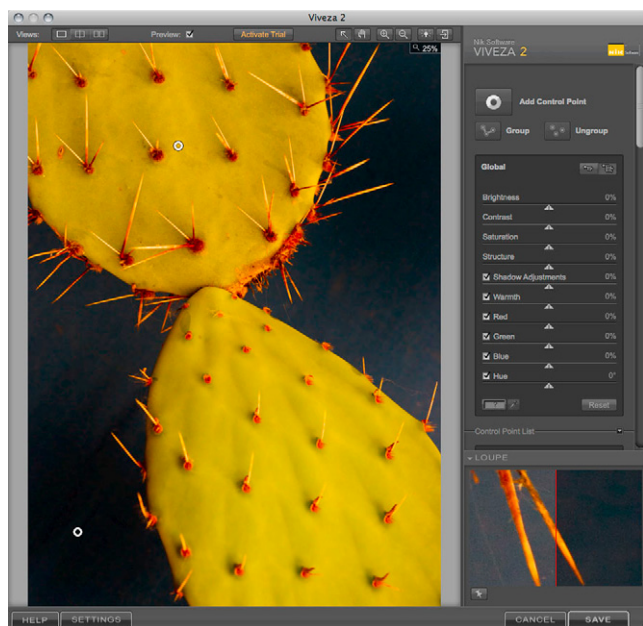 Viveza 2
Views:
Preview:
Activate Trial
25%
Nik Software
VIVEZA 2
nik Software
Add Control Point
Group
Ungroup
Global
Brightness 0%
Contrast 0%
Saturation 0%
Structure 0%
Shadow Adjustments 0%
Warmth 0%
Red 0%
Green 0%
Blue 0%
Hue 0°
Reset
Control Point List
LOUPE
HELP
SETTINGS
CANCEL
SAVE